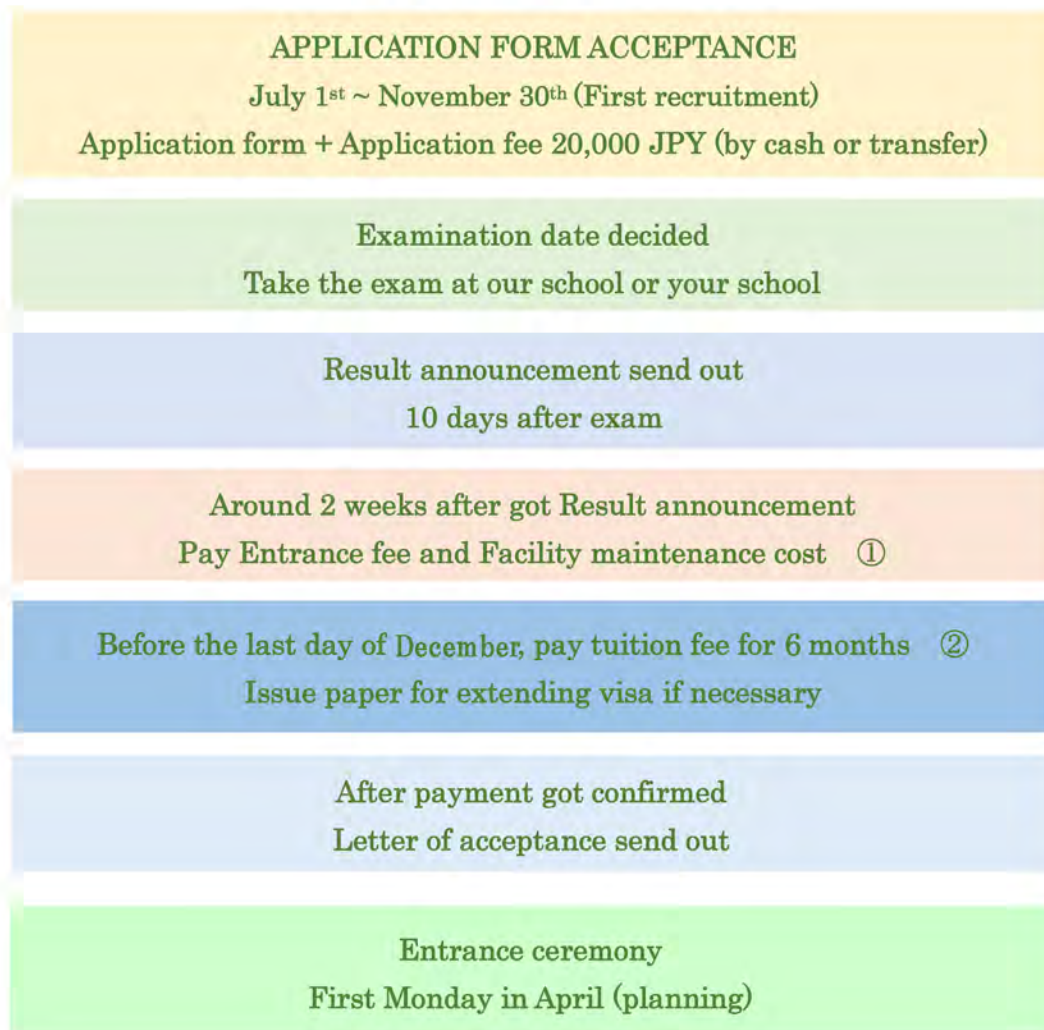 APPLICATION FORM ACCEPTANCE
July 1st ~ November 30th (First recruitment)
Application form + Application fee 20,000 JPY (by cash or transfer)
Examination date decided
Take the exam at our school or your school
Result announcement send out
10 days after exam
Around 2 weeks after got Result announcement
Pay Entrance fee and Facility maintenance cost ①
Before the last day of December, pay tuition fee for 6 months ②
Issue paper for extending visa if necessary
After payment got confirmed
Letter of acceptance send out
Entrance ceremony
First Monday in April (planning)